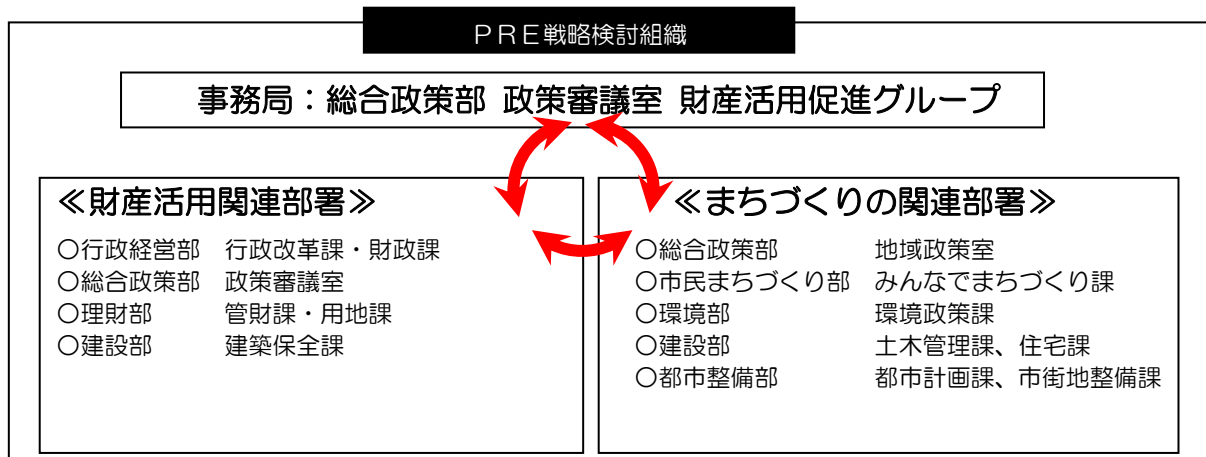 ＰＲＥ戦略検討組織
事務局：総合政策部 政策審議室 財産活用促進グループ
≪財産活用関連部署≫
○行政経営部 行政改革課・財政課
○総合政策部 政策審議室
○理財部 管財課・用地課
○建設部 建築保全課
≪まちづくりの関連部署≫
○総合政策部 地域政策室
○市民まちづくり部 みんなでまちづくり課
○環境部 環境政策課
○建設部 土木管理課、住宅課
○都市整備部 都市計画課、市街地整備課